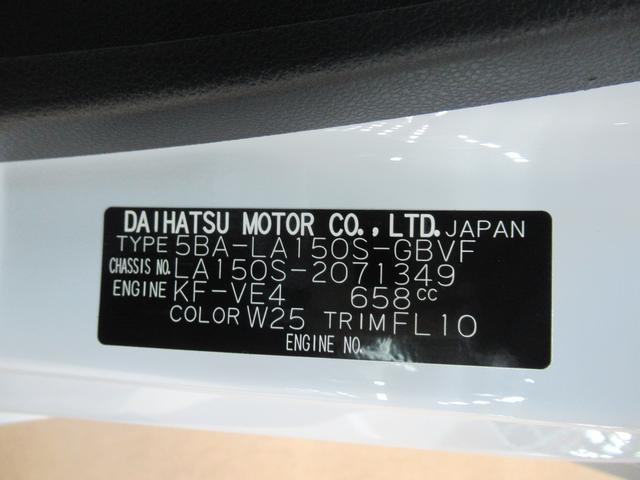 DAIHATSU MOTOR CO.,LTD. JAPAN
TYPE 5BA-LA150S-GBVF
CHASSIS NO. LA150S-2071349
ENGINE KF-VE4 658cc
COLOR W25 TRIM FL10
ENGINE NO.